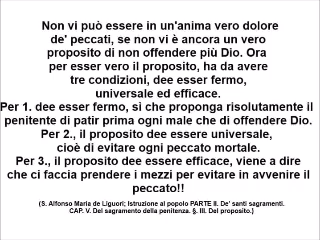 Non vi può essere in un'anima vero dolore
de' peccati, se non vi è ancora un vero
proposito di non offendere più Dio. Ora
per esser vero il proposito, ha da avere
tre condizioni, dee esser fermo,
universale ed efficace.
Per 1. dee esser fermo, si che proponga risolutamente il
penitente di patir prima ogni male che di offendere Dio.
Per 2., il proposito dee essere universale,
cioè di evitare ogni peccato mortale.
Per 3., il proposito dee essere efficace, viene a dire
che ci faccia prendere i mezzi per evitare in avvenire il
peccato!!
(S. Alfonso Maria de Liguori; Istruzione al popolo PARTE II. De' santi sagramenti.
CAP. V. Del sagramento della penitenza. §. III. Del proposito.)